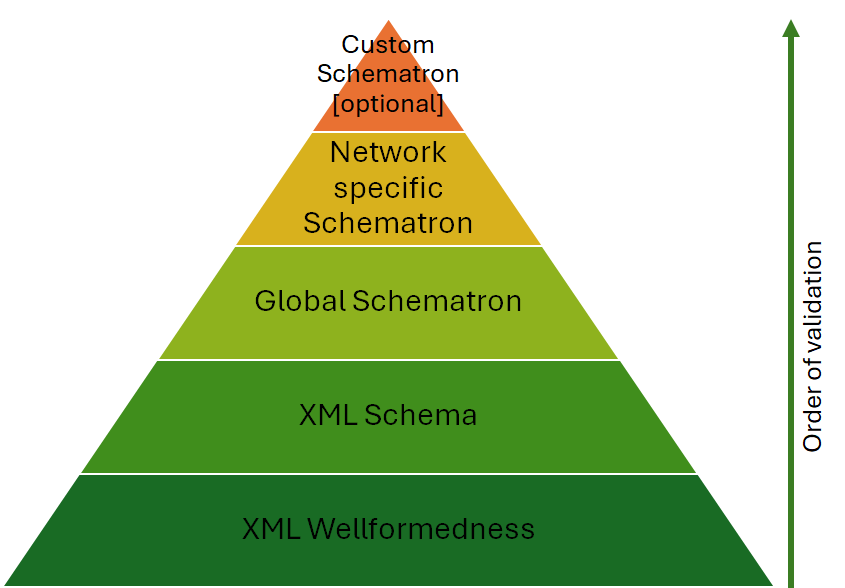 Custom
Schematron
[optional]
Network
specific
Schematron
Global Schematron
XML Schema
XML Wellformedness
Order of validation